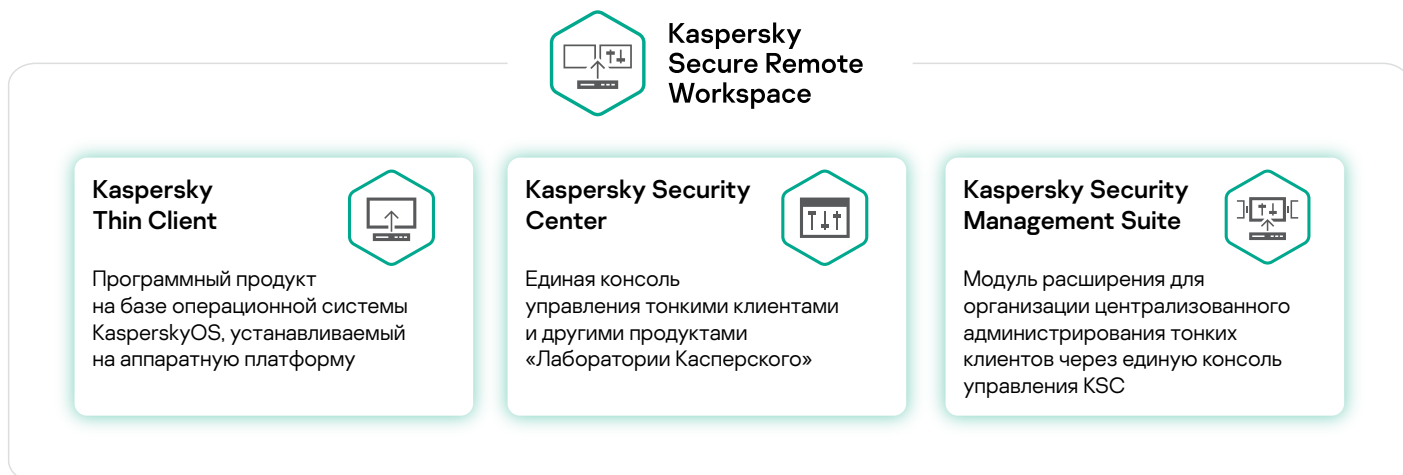 Kaspersky
Secure Remote
Workspace
Kaspersky
Thin Client
Программный продукт
на базе операционной системы
KasperskyOS, устанавливаемый
на аппаратную платформу
Kaspersky Security
Center
Единая консоль
управления тонкими клиентами
и другими продуктами
«Лаборатории Касперского»
Kaspersky Security
Management Suite
Модуль расширения для
организации централизованного
администрирования тонких
клиентов через единую консоль
управления KSC